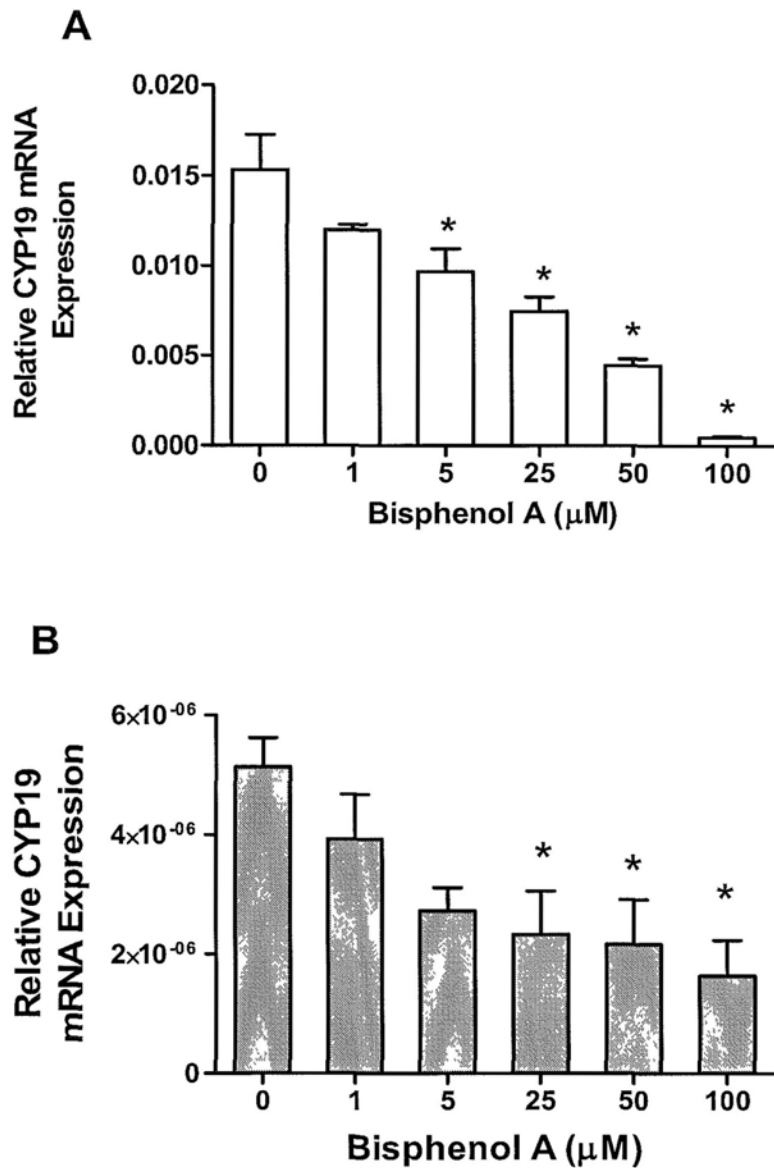 A
Relative CYP19 mRNA
Expression
0.020
0.015
0.010
0.005
0.000
*
*
*
*
0 1 5 25 50 100
Bisphenol A (μM)
B
Relative CYP19
mRNA Expression
6×10⁻⁰⁶
4×10⁻⁰⁶
2×10⁻⁰⁶
0
*
*
*
0 1 5 25 50 100
Bisphenol A (μM)